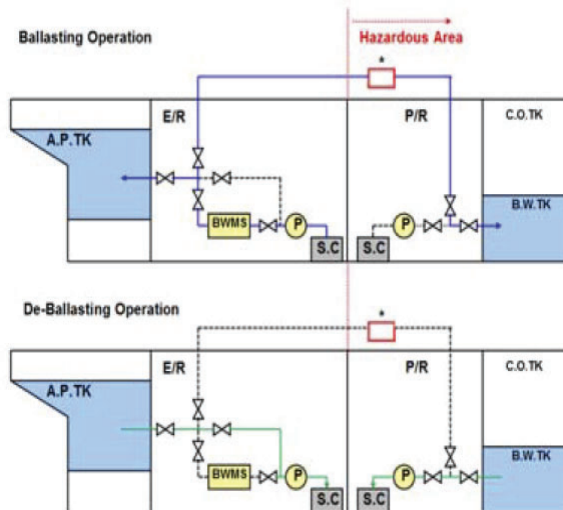 Ballasting Operation
Hazardous Area
*
E/R
P/R
C.O.TK
A.P.TK
B.W.TK
BWMS
P
P
S.C
S.C
De-Ballasting Operation
*
E/R
P/R
C.O.TK
A.P.TK
B.W.TK
BWMS
P
P
S.C
S.C